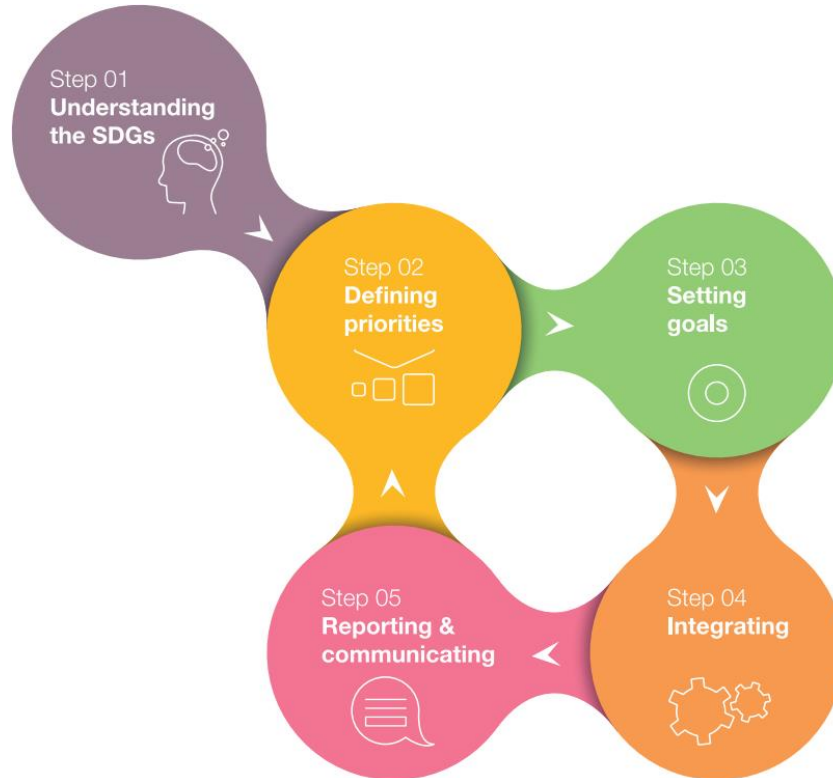 Step 01
Understanding
the SDGs
Step 02
Defining
priorities
Step 03
Setting
goals
Step 04
Integrating
Step 05
Reporting &
communicating